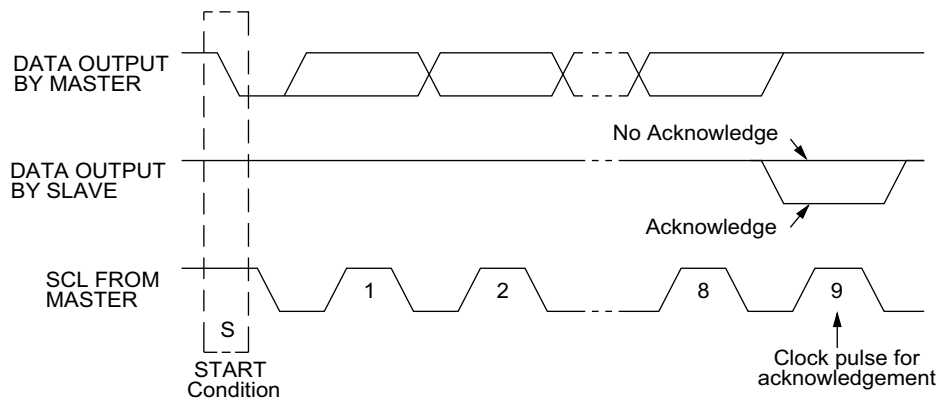 DATA OUTPUT
BY MASTER
No Acknowledge
DATA OUTPUT
BY SLAVE
Acknowledge
SCL FROM
MASTER
1
2
8
9
S
START
Condition
Clock pulse for
acknowledgement